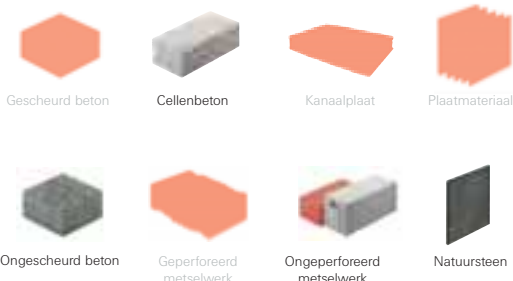 Gescheurd beton
Cellenbeton
Kanaalplaat
Plaatmateriaal
Ongescheurd beton
Geperforeerd
metselwerk
Ongeperforeerd
metselwerk
Natuursteen